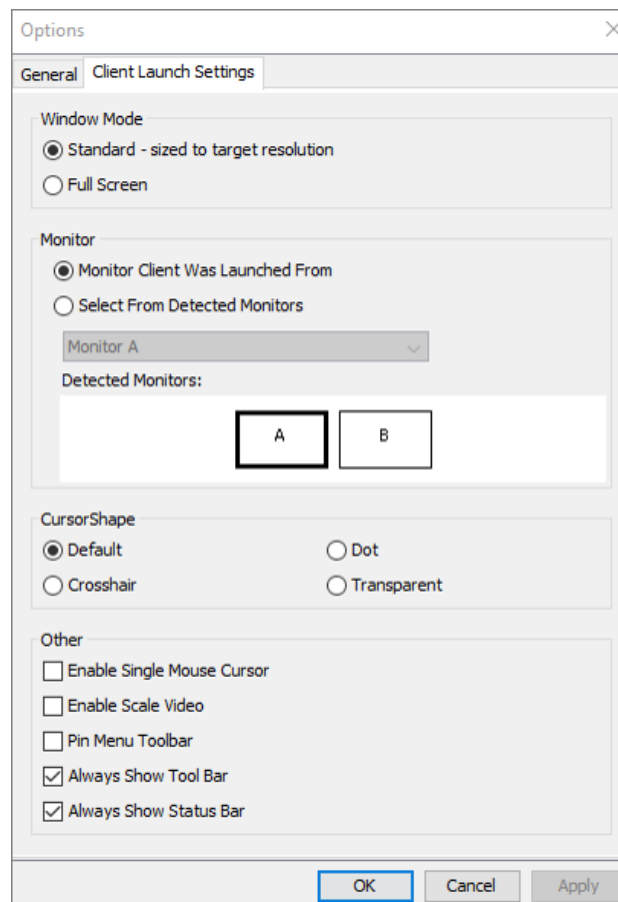 Options
General Client Launch Settings
Window Mode
Standard - sized to target resolution
Full Screen
Monitor
Monitor Client Was Launched From
Select From Detected Monitors
Monitor A
Detected Monitors:
A B
CursorShape
Default Dot
Crosshair Transparent
Other
Enable Single Mouse Cursor
Enable Scale Video
Pin Menu Toolbar
Always Show Tool Bar
Always Show Status Bar
OK Cancel Apply